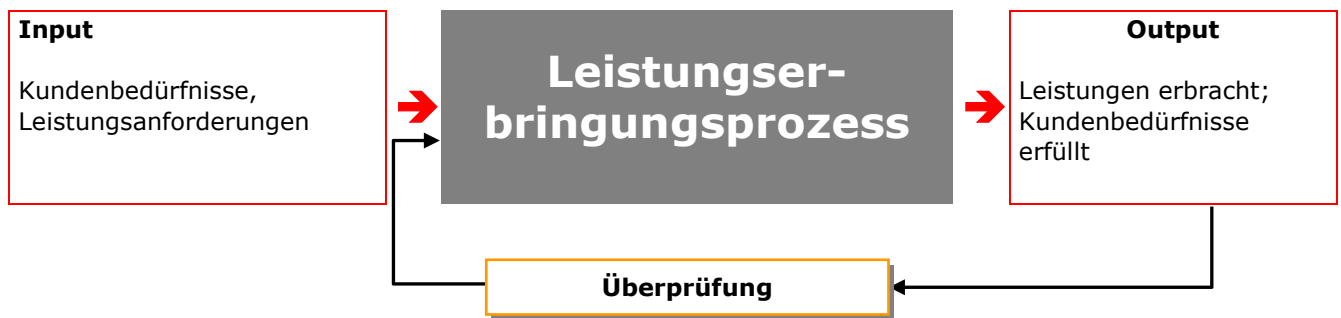 Input
Kundenbedürfnisse,
Leistungsanforderungen
Leistungser-
bringungsprozess
Output
Leistungen erbracht;
Kundenbedürfnisse
erfüllt
Überprüfung